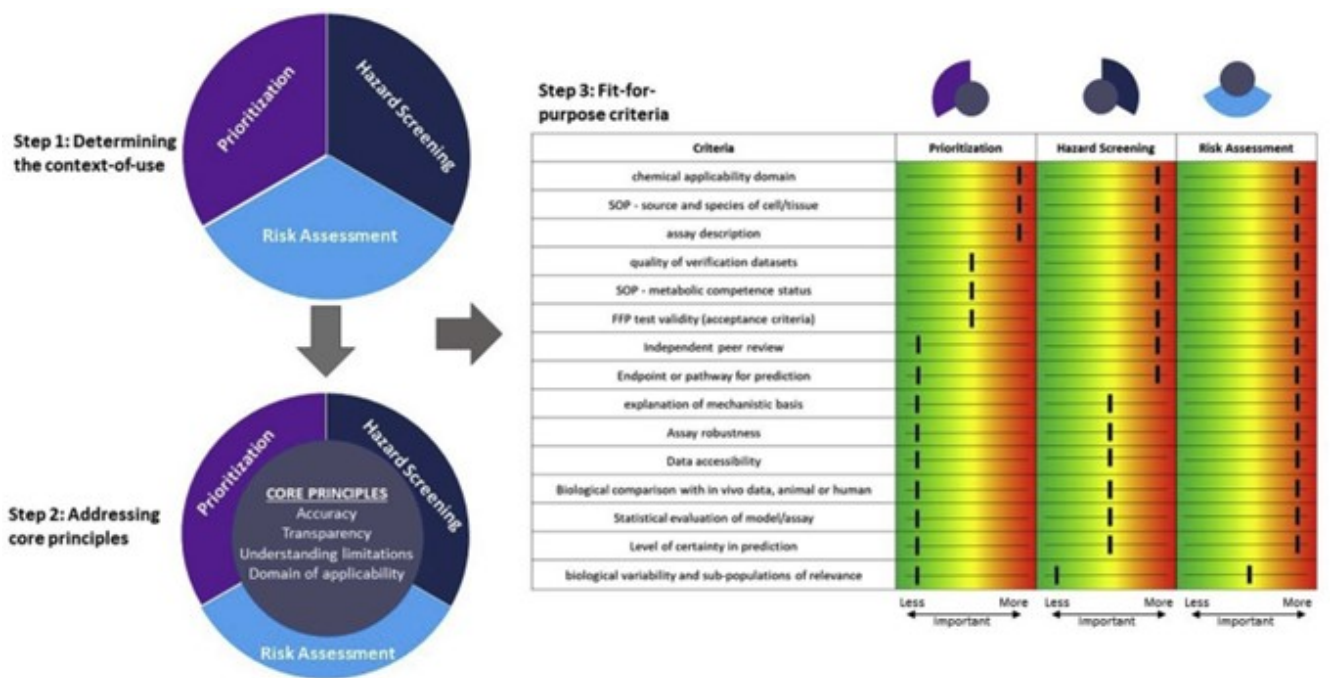 Step 1: Determining
the context-of-use
Prioritization
Hazard Screening
Risk Assessment
Step 2: Addressing
core principles
Prioritization
Hazard Screening
CORE PRINCIPLES
Accuracy
Transparency
Understanding limitations
Domain of applicability
Risk Assessment
Step 3: Fit-for-
purpose criteria
Criteria Prioritization Hazard Screening Risk Assessment
chemical applicability domain
SOP - source and species of cell/tissue
assay description
quality of verification datasets
SOP - metabolic competence status
FFP test validity (acceptance criteria)
Independent peer review
Endpoint or pathway for prediction
explanation of mechanistic basis
Assay robustness
Data accessibility
Biological comparison with in vivo data, animal or human
Statistical evaluation of model/assay
Level of certainty in prediction
biological variability and sub-populations of relevance
Less More Less More Less More
Important Important Important